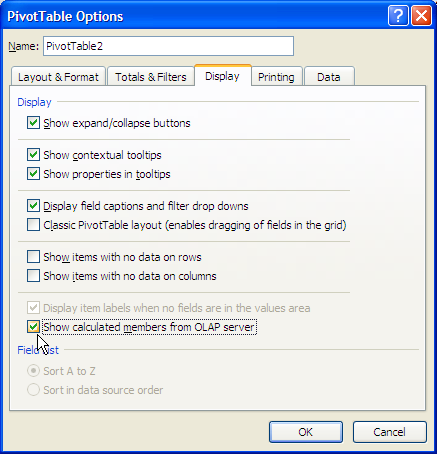 PivotTable Options
Name: PivotTable2
Layout & Format Totals & Filters Display Printing Data
Display
Show expand/collapse buttons
Show contextual tooltips
Show properties in tooltips
Display field captions and filter drop downs
Classic PivotTable layout (enables dragging of fields in the grid)
Show items with no data on rows
Show items with no data on columns
Display item labels when no fields are in the values area
Show calculated members from OLAP server
Field list
Sort A to Z
Sort in data source order
OK Cancel